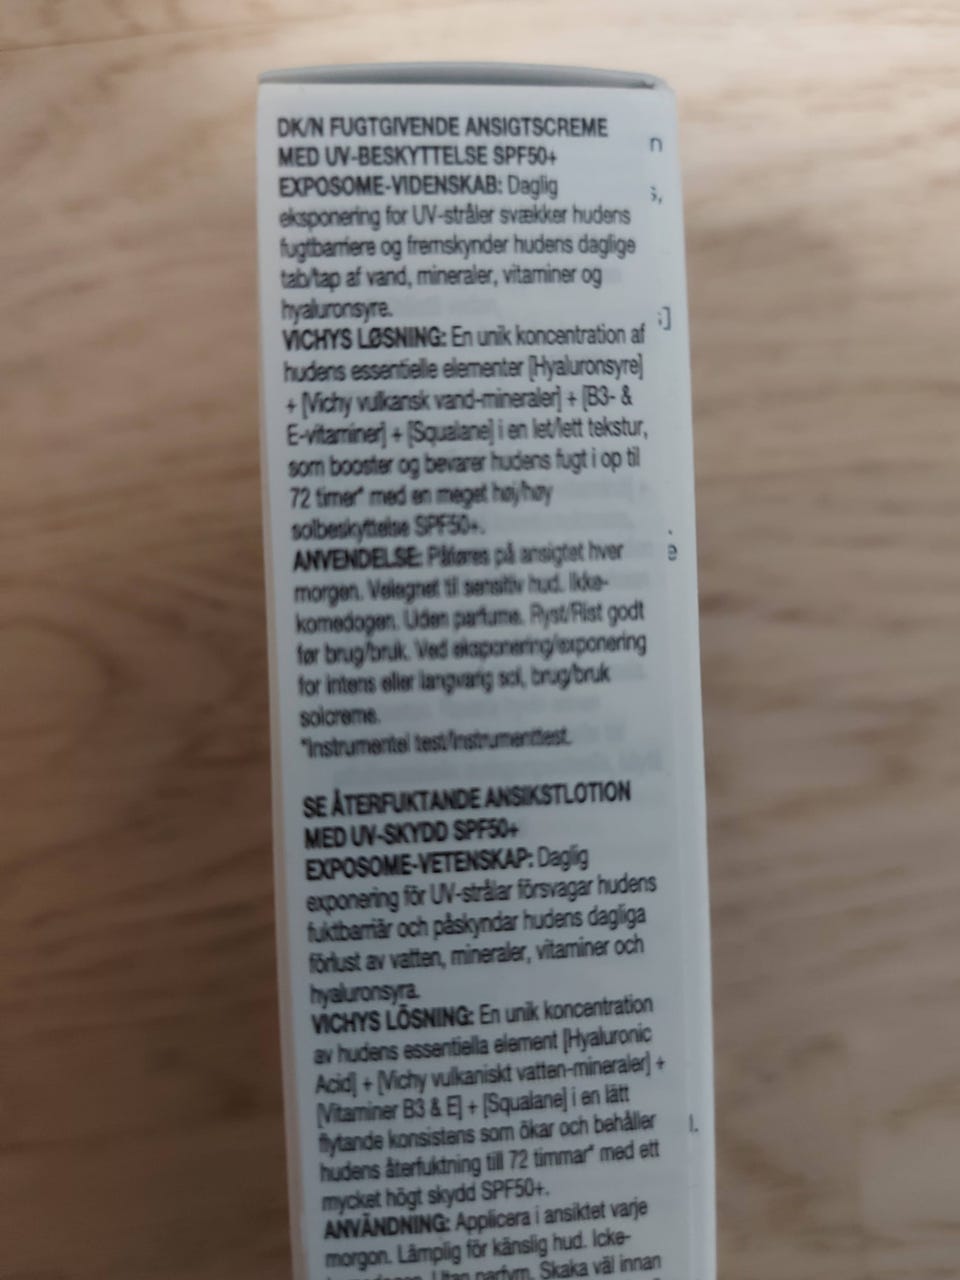 DK/N FUGTGIVENDE ANSIGTSCREME
MED UV-BESKYTTELSE SPF50+
EXPOSOME-VIDENSKAB: Daglig
eksponering for UV-stråler svækker hudens
fugtbarriere og fremskynder hudens daglige
tab/tap af vand, mineraler, vitaminer og
hyaluronsyre.
VICHYS LØSNING: En unik koncentration af
hudens essentielle elementer [Hyaluronsyre]
+ [Vichy vulkansk vand-mineraler] + [B3- &
E-vitaminer] + [Squalane] i en let/lett tekstur,
som booster og bevarer hudens fugt i op til
72 timer* med en meget høj/høy
solbeskyttelse SPF50+.
ANVENDELSE: Påføres på ansigtet hver
morgen. Velegnet til sensitiv hud. Ikke-
komedogen. Uden parfume. Ryst/Rist godt
før brug/bruk. Ved eksponering/exponering
for intens eller langvarig sol, brug/bruk
solcreme.
*Instrumentel test/Instrumenttest.
SE ÅTERFUKTANDE ANSIKSTLOTION
MED UV-SKYDD SPF50+
EXPOSOME-VETENSKAP: Daglig
exponering för UV-strålar försvagar hudens
fuktbarriär och påskyndar hudens dagliga
förlust av vatten, mineraler, vitaminer och
hyaluronsyra.
VICHYS LÖSNING: En unik koncentration
av hudens essentiella element [Hyaluronic
Acid] + [Vichy vulkaniskt vatten-mineraler] +
[Vitaminer B3 & E] + [Squalane] i en lätt
flytande konsistens som ökar och behåller
hudens återfuktning till 72 timmar* med ett
mycket högt skydd SPF50+.
ANVÄNDNING: Applicera i ansiktet varje
morgon. Lämplig för känslig hud. Icke-
Utan parfym. Skaka väl innan